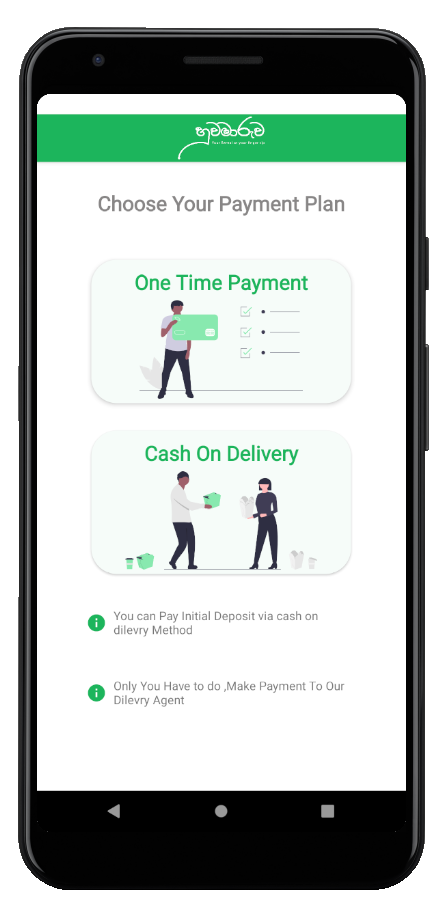 හුවමාරුව
Choose Your Payment Plan
One Time Payment
Cash On Delivery
You can Pay Initial Deposit via cash on
dilevry Method
Only You Have to do ,Make Payment To Our
Dilevry Agent